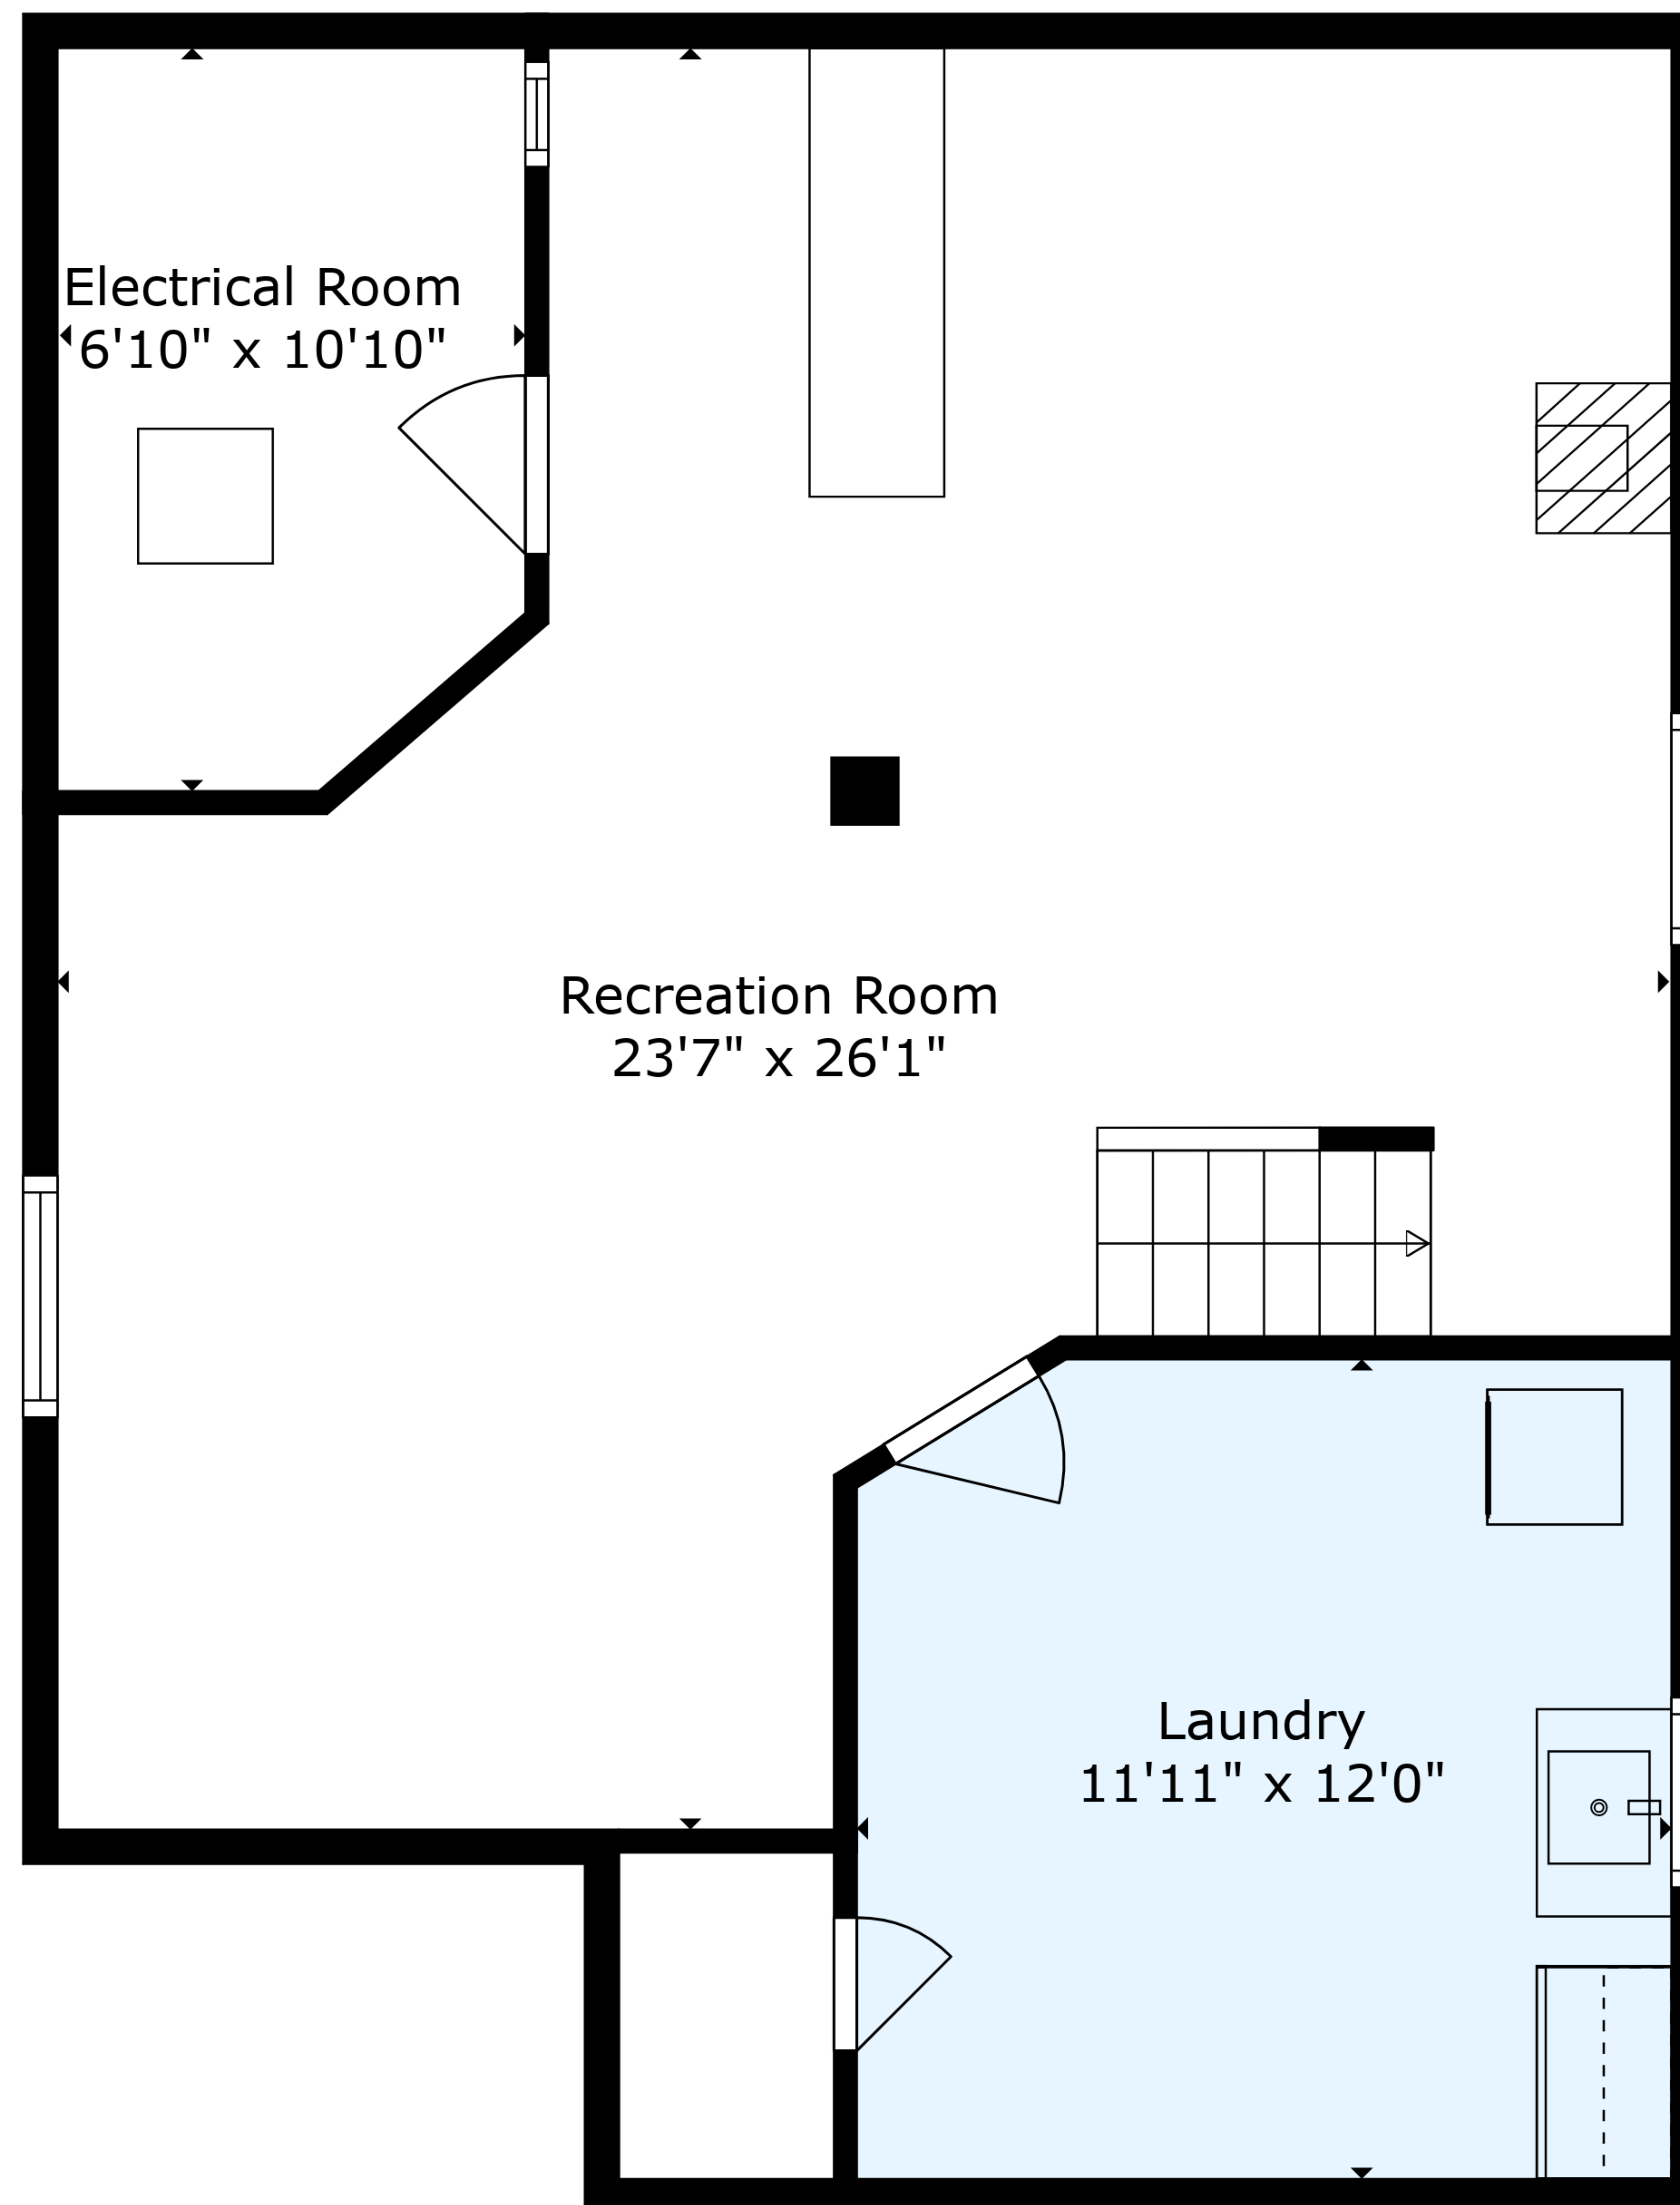 Electrical Room
6'10" x 10'10"
Recreation Room
23'7" x 26'1"
Laundry
11'11" x 12'0"